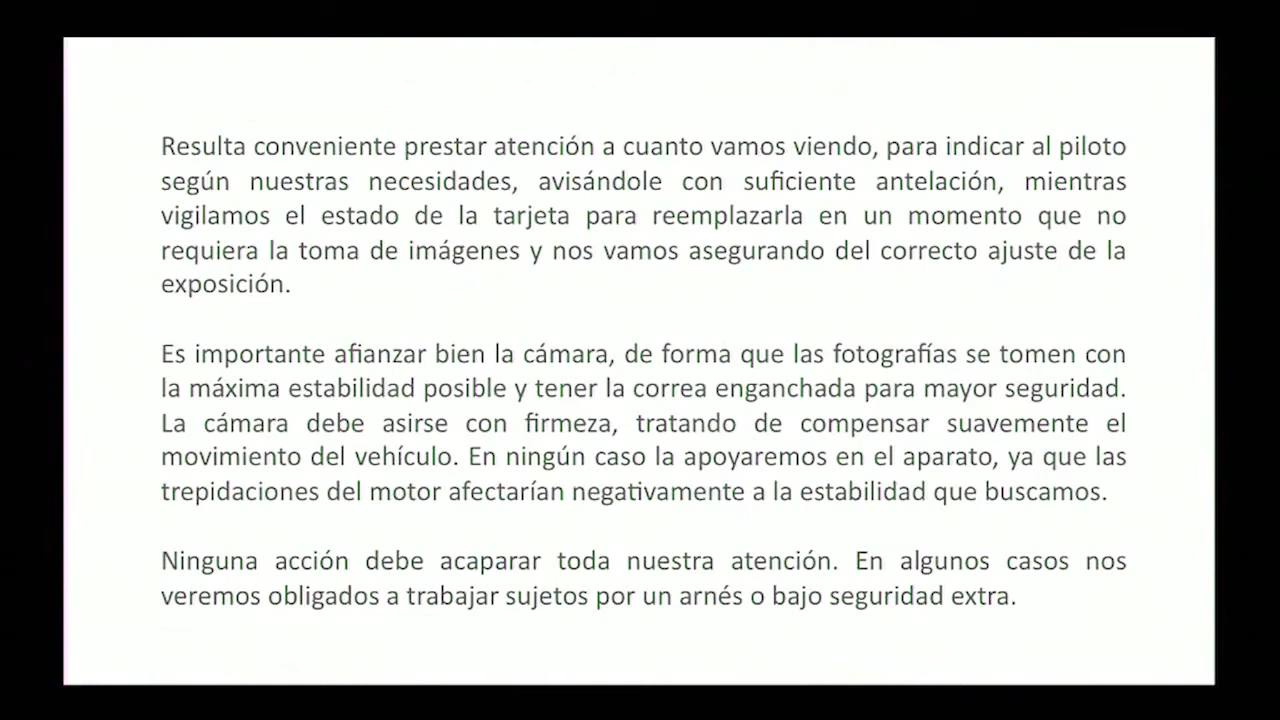 Resulta conveniente prestar atención a cuanto vamos viendo, para indicar al piloto
según nuestras necesidades, avisándole con suficiente antelación, mientras
vigilamos el estado de la tarjeta para reemplazarla en un momento que no
requiera la toma de imágenes y nos vamos asegurando del correcto ajuste de la
exposición.
Es importante afianzar bien la cámara, de forma que las fotografías se tomen con
la máxima estabilidad posible y tener la correa enganchada para mayor seguridad.
La cámara debe asirse con firmeza, tratando de compensar suavemente el
movimiento del vehículo. En ningún caso la apoyaremos en el aparato, ya que las
trepidaciones del motor afectarían negativamente a la estabilidad que buscamos.
Ninguna acción debe acaparar toda nuestra atención. En algunos casos nos
veremos obligados a trabajar sujetos por un arnés o bajo seguridad extra.